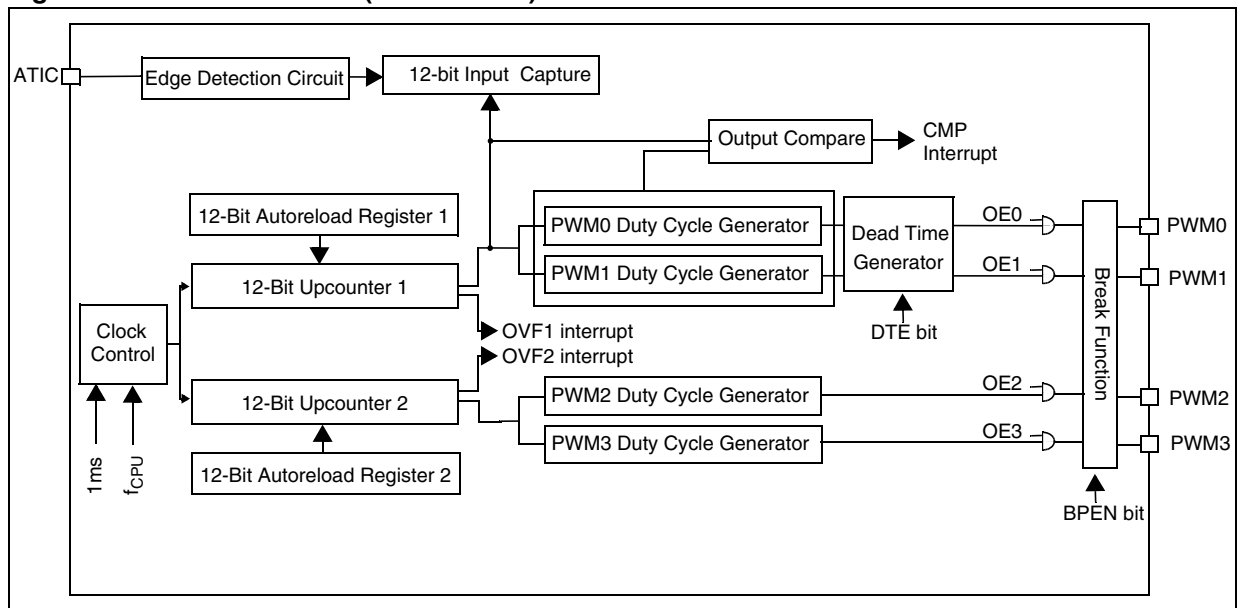 ATIC
Edge Detection Circuit
12-bit Input Capture
Output Compare
CMP
Interrupt
12-Bit Autoreload Register 1
PWM0 Duty Cycle Generator
PWM1 Duty Cycle Generator
Dead Time
Generator
OE0
OE1
PWM0
PWM1
12-Bit Upcounter 1
Clock
Control
OVF1 interrupt
OVF2 interrupt
DTE bit
Break Function
12-Bit Upcounter 2
PWM2 Duty Cycle Generator
PWM3 Duty Cycle Generator
OE2
OE3
PWM2
PWM3
12-Bit Autoreload Register 2
1ms
fCPU
BPEN bit